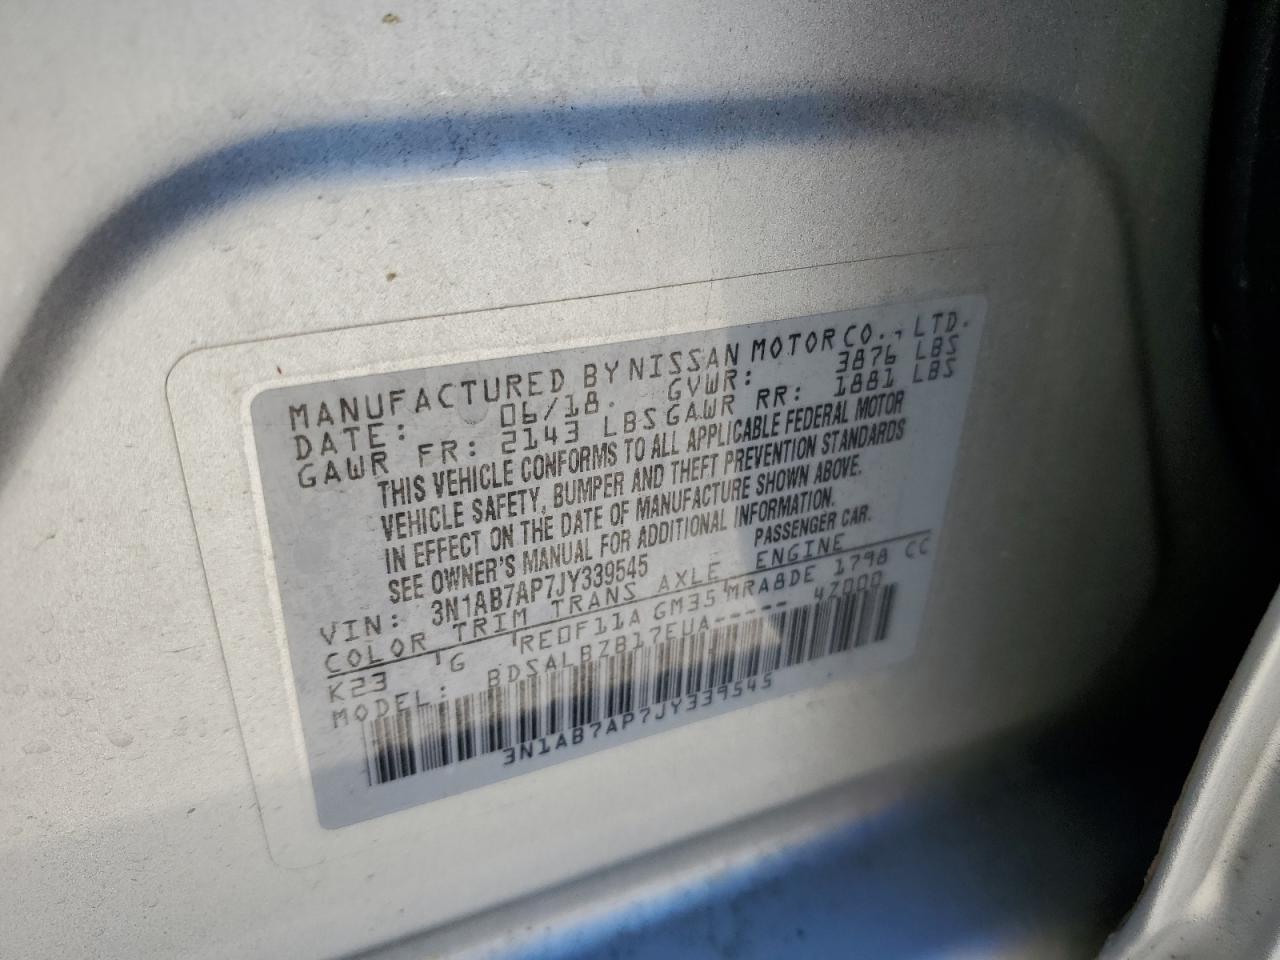 MANUFACTURED BY NISSAN MOTOR CO., LTD.
DATE: 06/18. GVWR: 3876 LBS
GAWR FR: 2143 LBS GAWR RR: 1881 LBS
THIS VEHICLE CONFORMS TO ALL APPLICABLE FEDERAL MOTOR
VEHICLE SAFETY, BUMPER AND THEFT PREVENTION STANDARDS
IN EFFECT ON THE DATE OF MANUFACTURE SHOWN ABOVE.
SEE OWNER'S MANUAL FOR ADDITIONAL INFORMATION.
VIN: 3N1AB7AP7JY339545 PASSENGER CAR.
COLOR TRIM TRANS AXLE ENGINE
K23 G RE0F11A GM35 MRA8DE 1798 CC
MODEL: BDSALBZB17EUA----- 47000
3N1AB7AP7JY339545